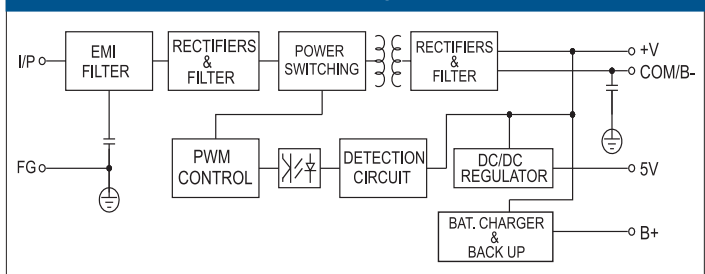 I/P
EMI
FILTER
RECTIFIERS
&
FILTER
POWER
SWITCHING
RECTIFIERS
&
FILTER
+V
COM/B-
FG
PWM
CONTROL
DETECTION
CIRCUIT
DC/DC
REGULATOR
5V
BAT. CHARGER
&
BACK UP
B+